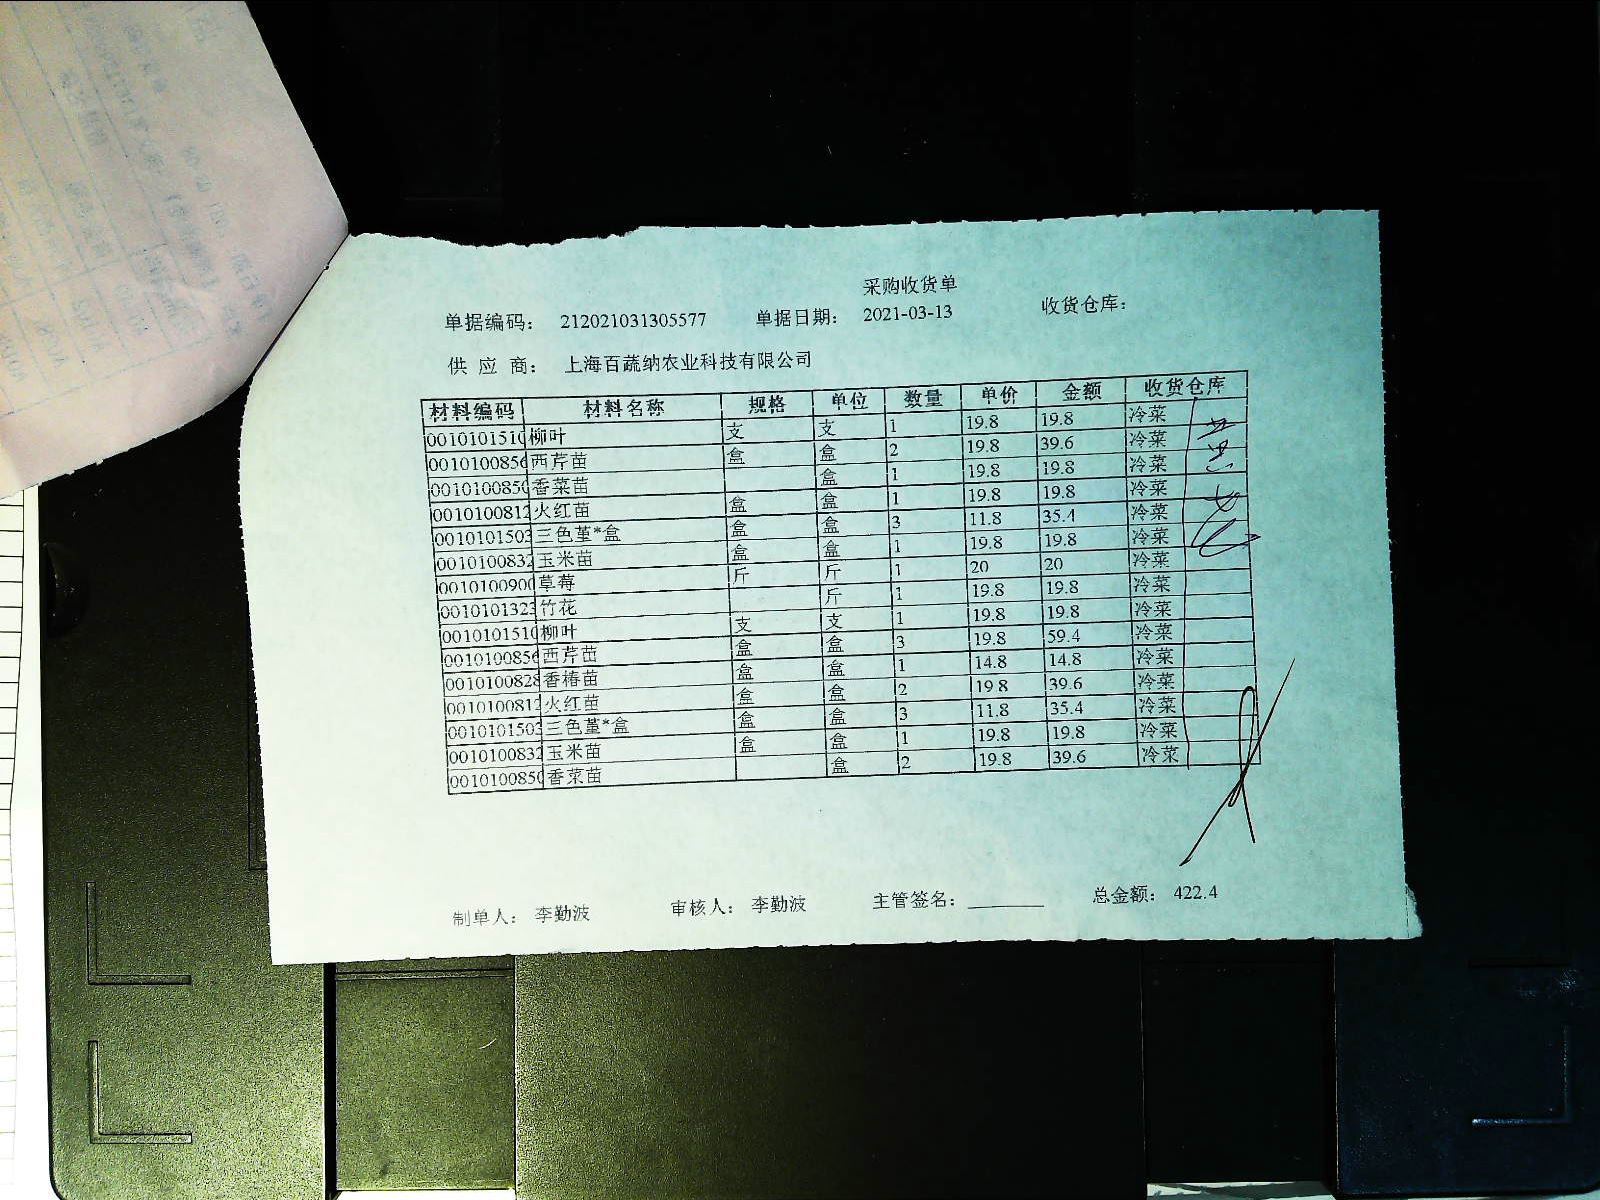 采购收货单
单据编码： 212021031305577 单据日期： 2021-03-13 收货仓库：
供 应 商： 上海百蔬纳农业科技有限公司
材料编码 材料名称 规格 单位 数量 单价 金额 收货仓库
0010101510 柳叶 支 支 1 19.8 19.8 冷菜
0010100856 西芹苗 盒 盒 2 19.8 39.6 冷菜
0010100850 香菜苗 盒 1 19.8 19.8 冷菜
0010100812 火红苗 盒 盒 1 19.8 19.8 冷菜
0010101503 三色堇*盒 盒 盒 3 11.8 35.4 冷菜
0010100832 玉米苗 盒 盒 1 19.8 19.8 冷菜
0010100900 草莓 斤 斤 1 20 20 冷菜
0010101323 竹花 斤 1 19.8 19.8 冷菜
0010101510 柳叶 支 支 1 19.8 19.8 冷菜
0010100856 西芹苗 盒 盒 3 19.8 59.4 冷菜
0010100828 香椿苗 盒 盒 1 14.8 14.8 冷菜
0010100812 火红苗 盒 盒 2 19.8 39.6 冷菜
0010101503 三色堇*盒 盒 盒 3 11.8 35.4 冷菜
0010100832 玉米苗 盒 盒 1 19.8 19.8 冷菜
0010100850 香菜苗 盒 2 19.8 39.6 冷菜
制单人： 李勤波 审核人： 李勤波 主管签名：________ 总金额： 422.4